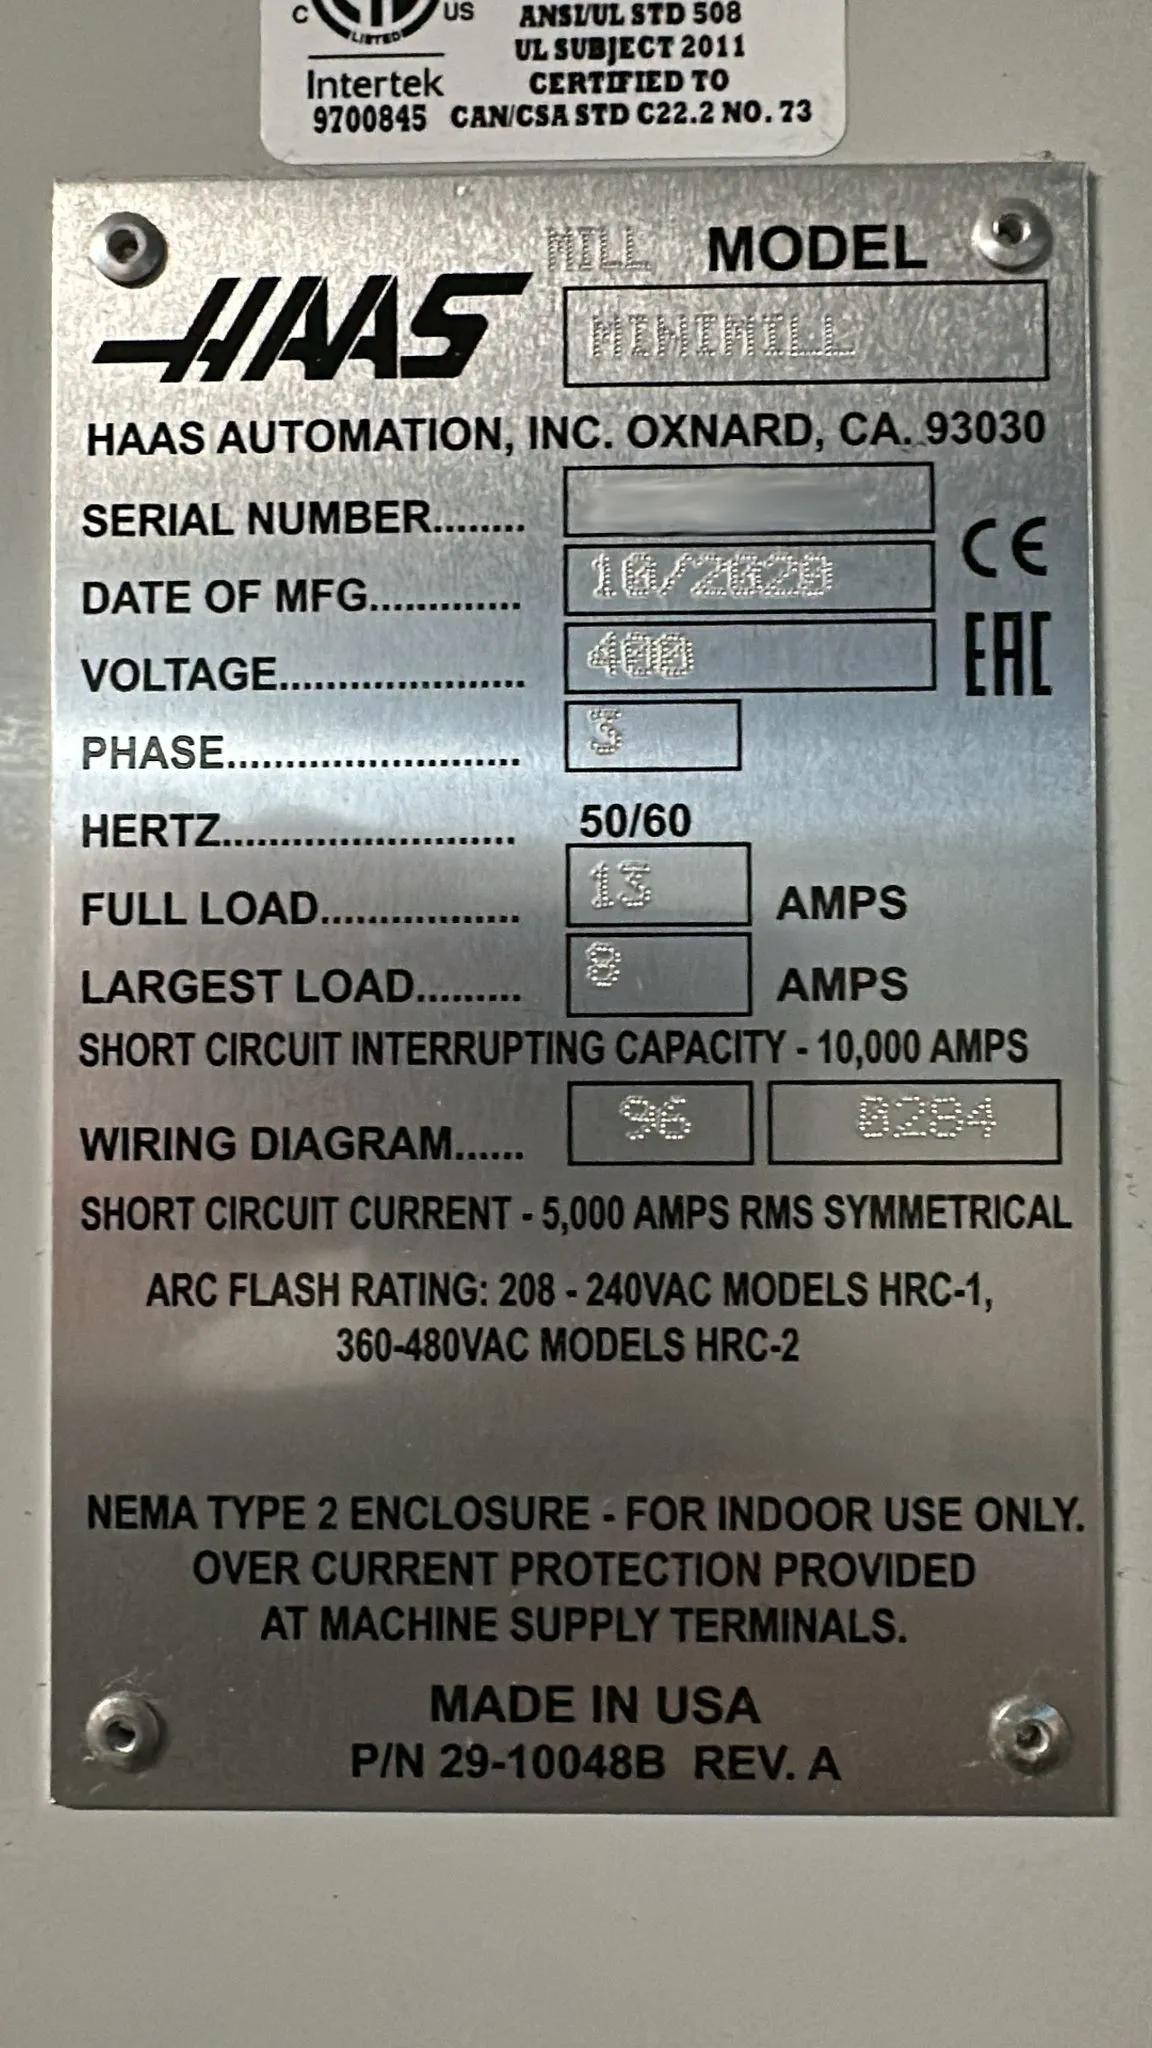 C US
LISTED
Intertek
9700845
ANSI/UL STD 508
UL SUBJECT 2011
CERTIFIED TO
CAN/CSA STD C22.2 NO. 73
MILL MODEL
HAAS
MINIMILL
HAAS AUTOMATION, INC. OXNARD, CA. 93030
SERIAL NUMBER........
DATE OF MFG............. 10/2020
CE
VOLTAGE..................... 400
EAC
PHASE......................... 3
HERTZ......................... 50/60
FULL LOAD................. 13 AMPS
LARGEST LOAD......... 8 AMPS
SHORT CIRCUIT INTERRUPTING CAPACITY - 10,000 AMPS
WIRING DIAGRAM...... 96 0284
SHORT CIRCUIT CURRENT - 5,000 AMPS RMS SYMMETRICAL
ARC FLASH RATING: 208 - 240VAC MODELS HRC-1,
360-480VAC MODELS HRC-2
NEMA TYPE 2 ENCLOSURE - FOR INDOOR USE ONLY.
OVER CURRENT PROTECTION PROVIDED
AT MACHINE SUPPLY TERMINALS.
MADE IN USA
P/N 29-10048B REV. A